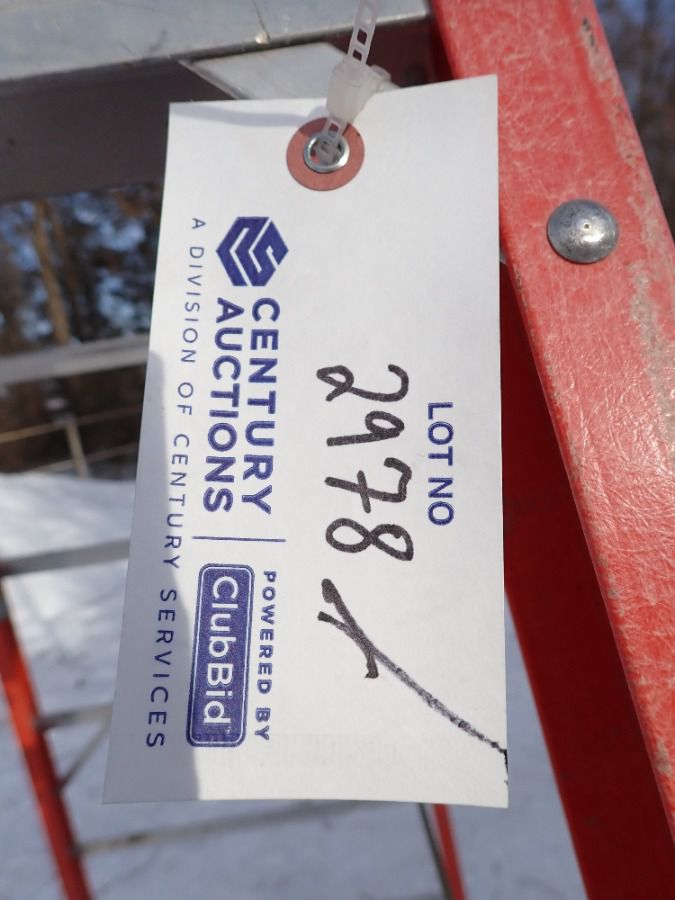 LOT NO
2978
CENTURY
AUCTIONS
POWERED BY
ClubBid
A DIVISION OF CENTURY SERVICES